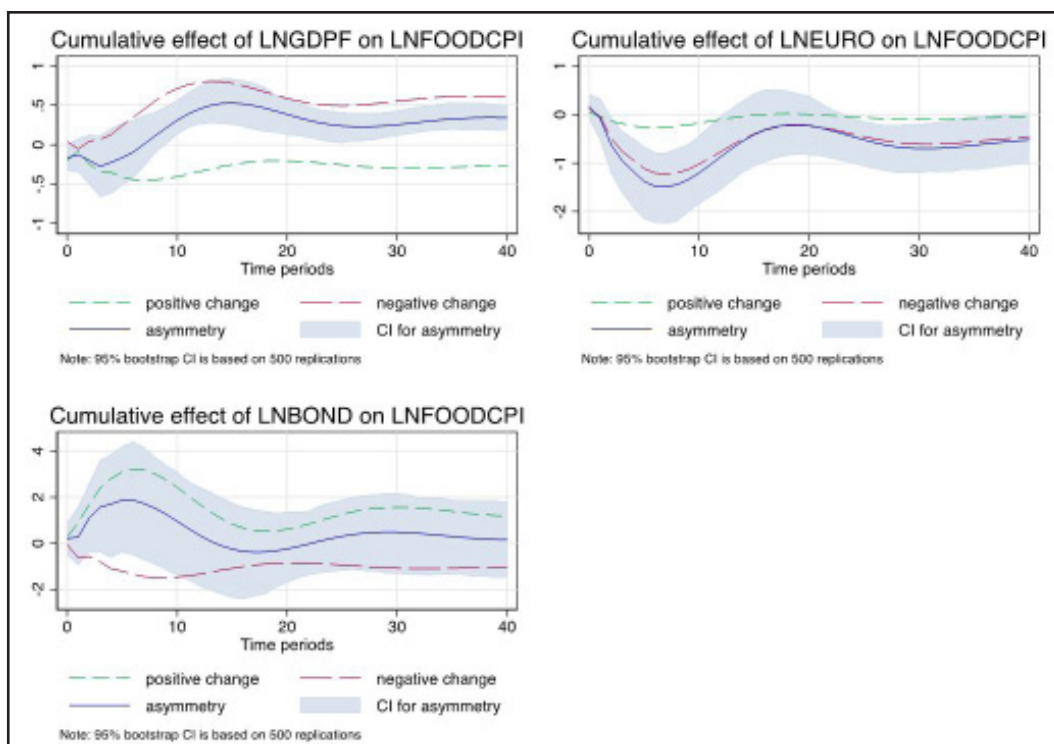 Cumulative effect of LNGDPF on LNFOODCPI
1
.5
0
-.5
-1
0 10 20 30 40
Time periods
positive change negative change
asymmetry CI for asymmetry
Note: 95% bootstrap CI is based on 500 replications
Cumulative effect of LNEURO on LNFOODCPI
1
0
-1
-2
0 10 20 30 40
Time periods
positive change negative change
asymmetry CI for asymmetry
Note: 95% bootstrap CI is based on 500 replications
Cumulative effect of LNBOND on LNFOODCPI
4
2
0
-2
0 10 20 30 40
Time periods
positive change negative change
asymmetry CI for asymmetry
Note: 95% bootstrap CI is based on 500 replications